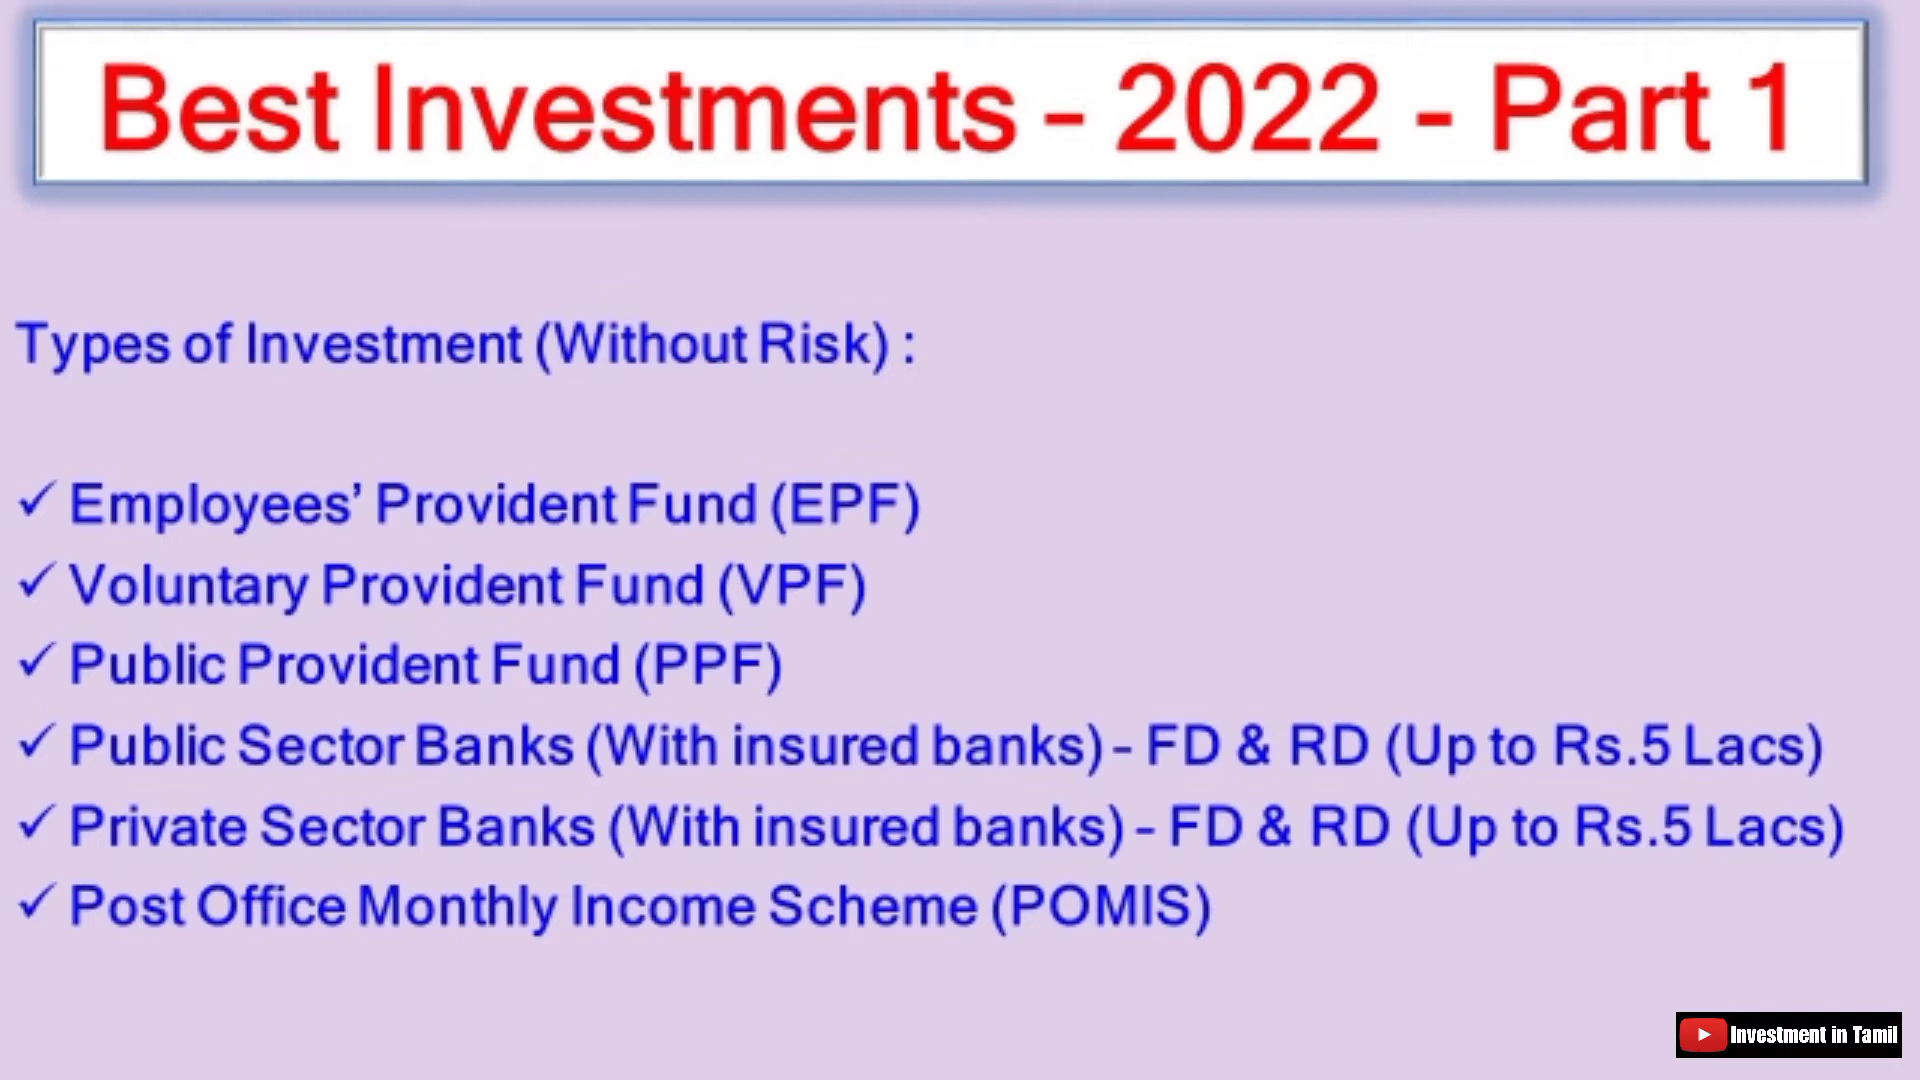 Best Investments - 2022 - Part 1
Types of Investment (Without Risk) :
✓ Employees’ Provident Fund (EPF)
✓ Voluntary Provident Fund (VPF)
✓ Public Provident Fund (PPF)
✓ Public Sector Banks (With insured banks) - FD & RD (Up to Rs.5 Lacs)
✓ Private Sector Banks (With insured banks) - FD & RD (Up to Rs.5 Lacs)
✓ Post Office Monthly Income Scheme (POMIS)
Investment in Tamil